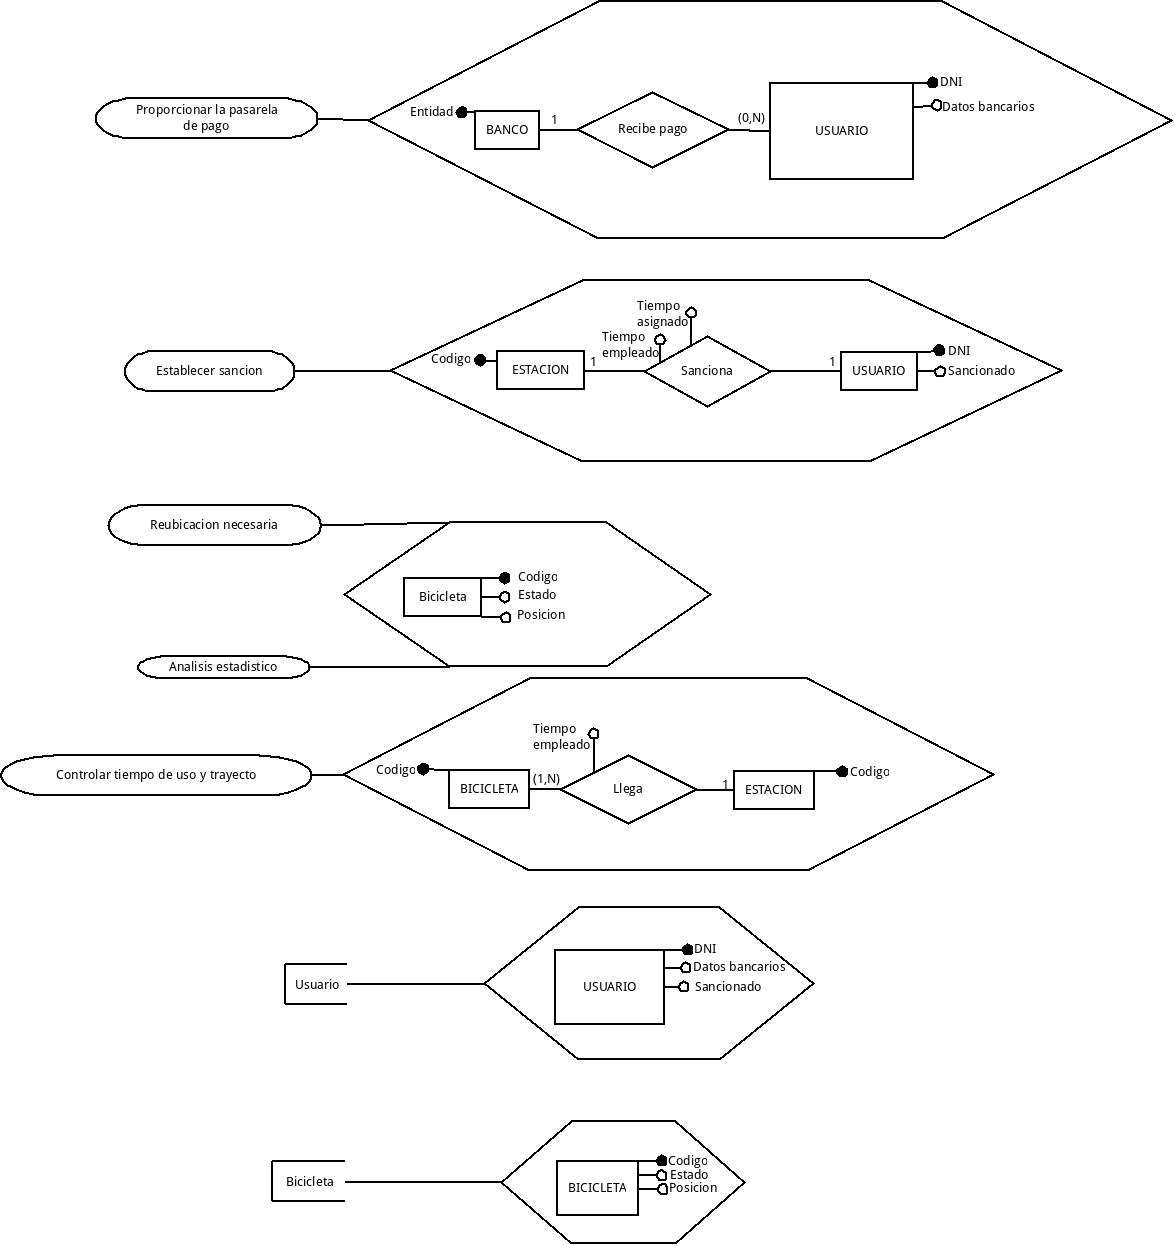 Proporcionar la pasarela
de pago
Entidad
BANCO
1
Recibe pago
(0,N)
USUARIO
DNI
Datos bancarios
Establecer sancion
Codigo
ESTACION
1
Tiempo
empleado
Tiempo
asignado
Sanciona
1
USUARIO
DNI
Sancionado
Reubicacion necesaria
Bicicleta
Codigo
Estado
Posicion
Analisis estadistico
Controlar tiempo de uso y trayecto
Codigo
BICICLETA
(1,N)
Tiempo
empleado
Llega
1
ESTACION
Codigo
Usuario
USUARIO
DNI
Datos bancarios
Sancionado
Bicicleta
BICICLETA
Codigo
Estado
Posicion